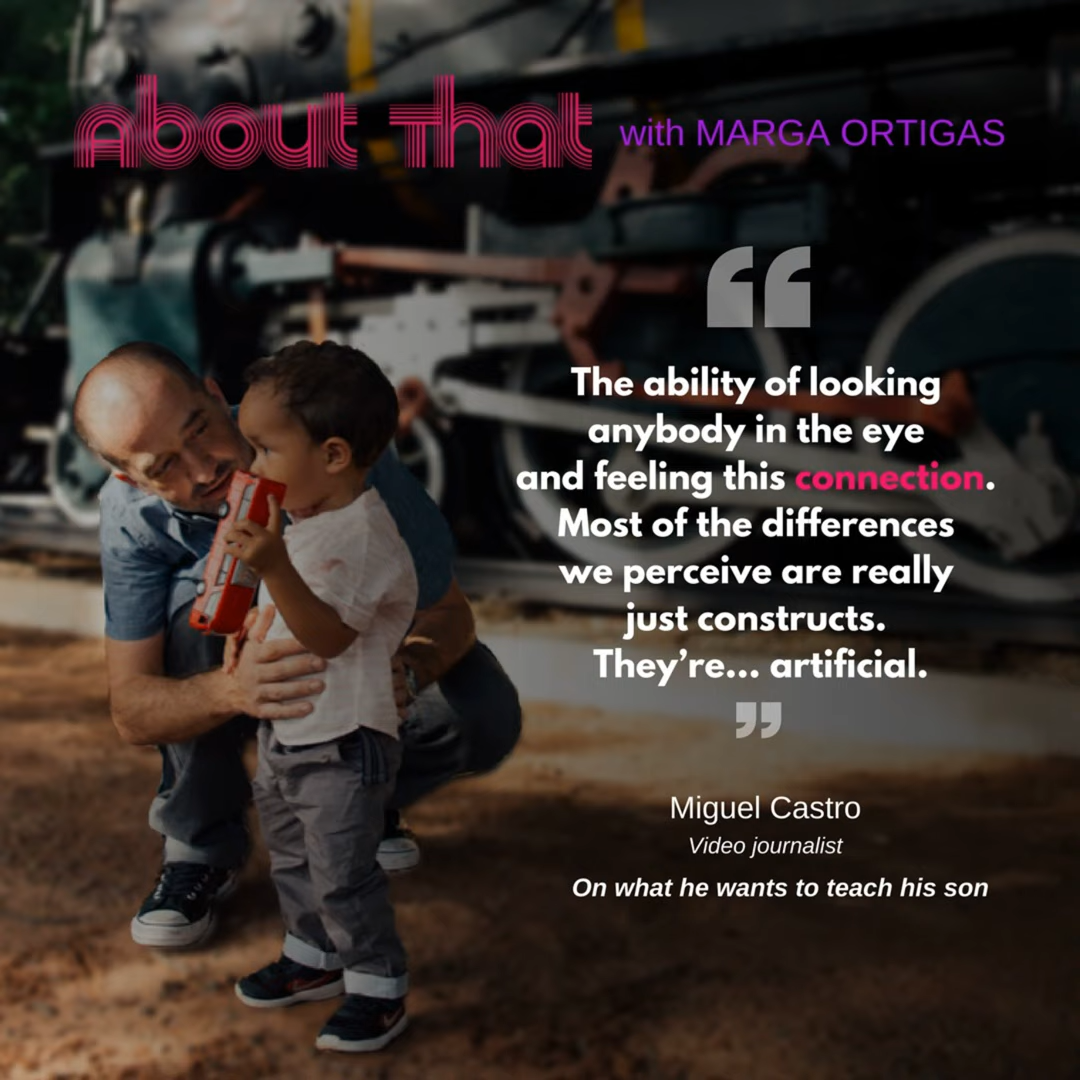 About That with MARGA ORTIGAS
“
The ability of looking
anybody in the eye
and feeling this connection.
Most of the differences
we perceive are really
just constructs.
They’re... artificial.
”
Miguel Castro
Video journalist
On what he wants to teach his son